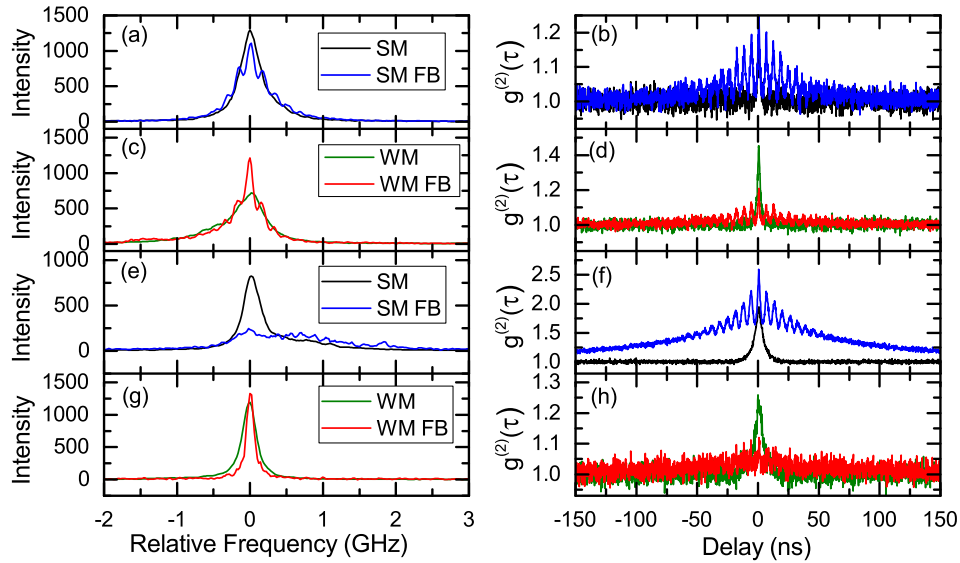 (a)
Intensity
1500
1000
500
0
SM
SM FB
(b)
g(2)(τ)
1.2
1.1
1.0
(c)
Intensity
1500
1000
500
0
WM
WM FB
(d)
g(2)(τ)
1.4
1.2
1.0
(e)
Intensity
1000
500
0
SM
SM FB
(f)
g(2)(τ)
2.5
2.0
1.5
1.0
(g)
Intensity
1500
1000
500
0
WM
WM FB
(h)
g(2)(τ)
1.3
1.2
1.1
1.0
-2 -1 0 1 2 3
Relative Frequency (GHz)
-150 -100 -50 0 50 100 150
Delay (ns)